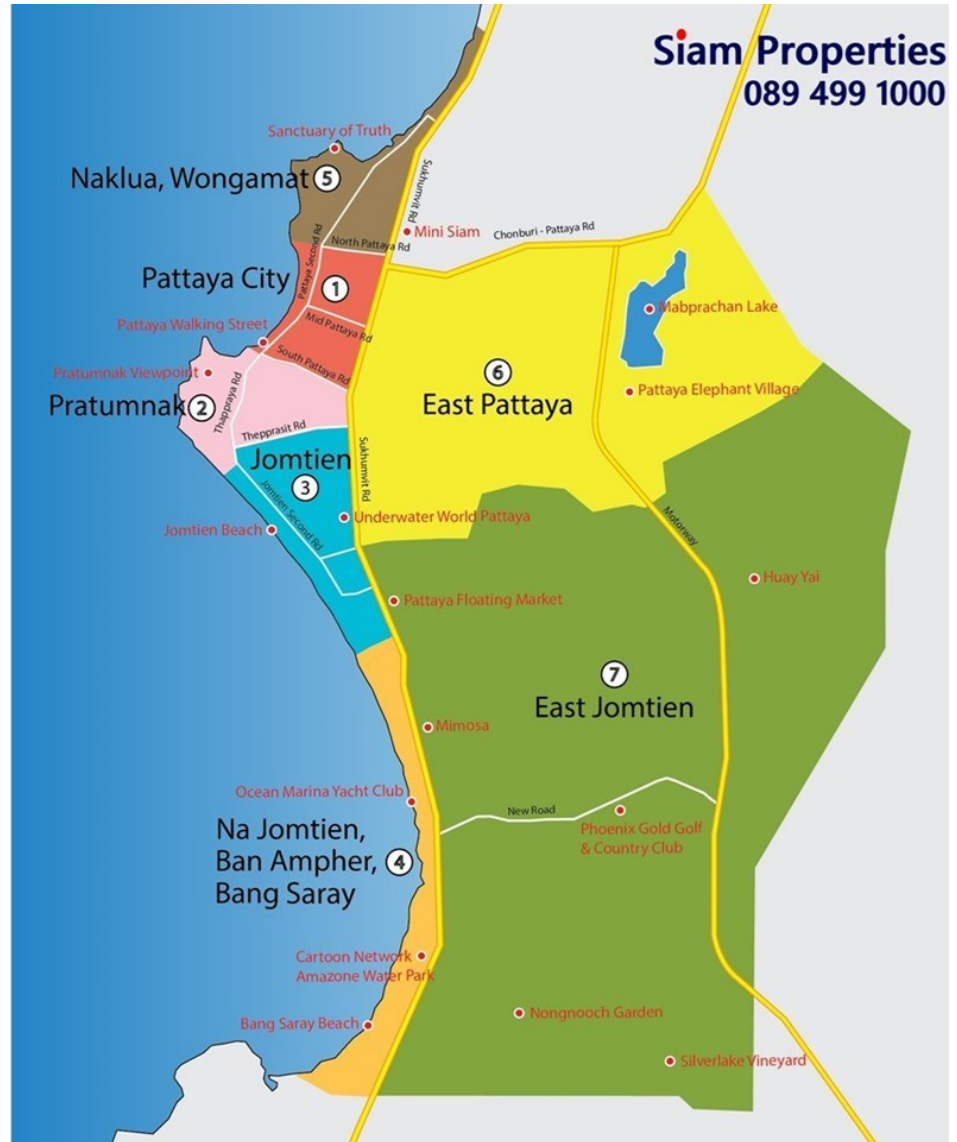 Siam Properties
089 499 1000
Sanctuary of Truth
Naklua, Wongamat 5
Sukhumvit Rd
Mini Siam
Chonburi - Pattaya Rd
North Pattaya Rd
Pattaya Second Rd
Pattaya City
1
Mabprachan Lake
Mid Pattaya Rd
Pattaya Walking Street
South Pattaya Rd
Pratumnak Viewpoint
6
East Pattaya
Pattaya Elephant Village
Pratumnak 2
Thappraya Rd
Thepprasit Rd
Jomtien
3
Sukhumvit Rd
Jomtien Second Rd
Underwater World Pattaya
Jomtien Beach
Motorway
Huay Yai
Pattaya Floating Market
7
East Jomtien
Mimosa
Ocean Marina Yacht Club
New Road
Phoenix Gold Golf
& Country Club
Na Jomtien,
Ban Ampher, 4
Bang Saray
Cartoon Network
Amazone Water Park
Nongnooch Garden
Bang Saray Beach
Silverlake Vineyard